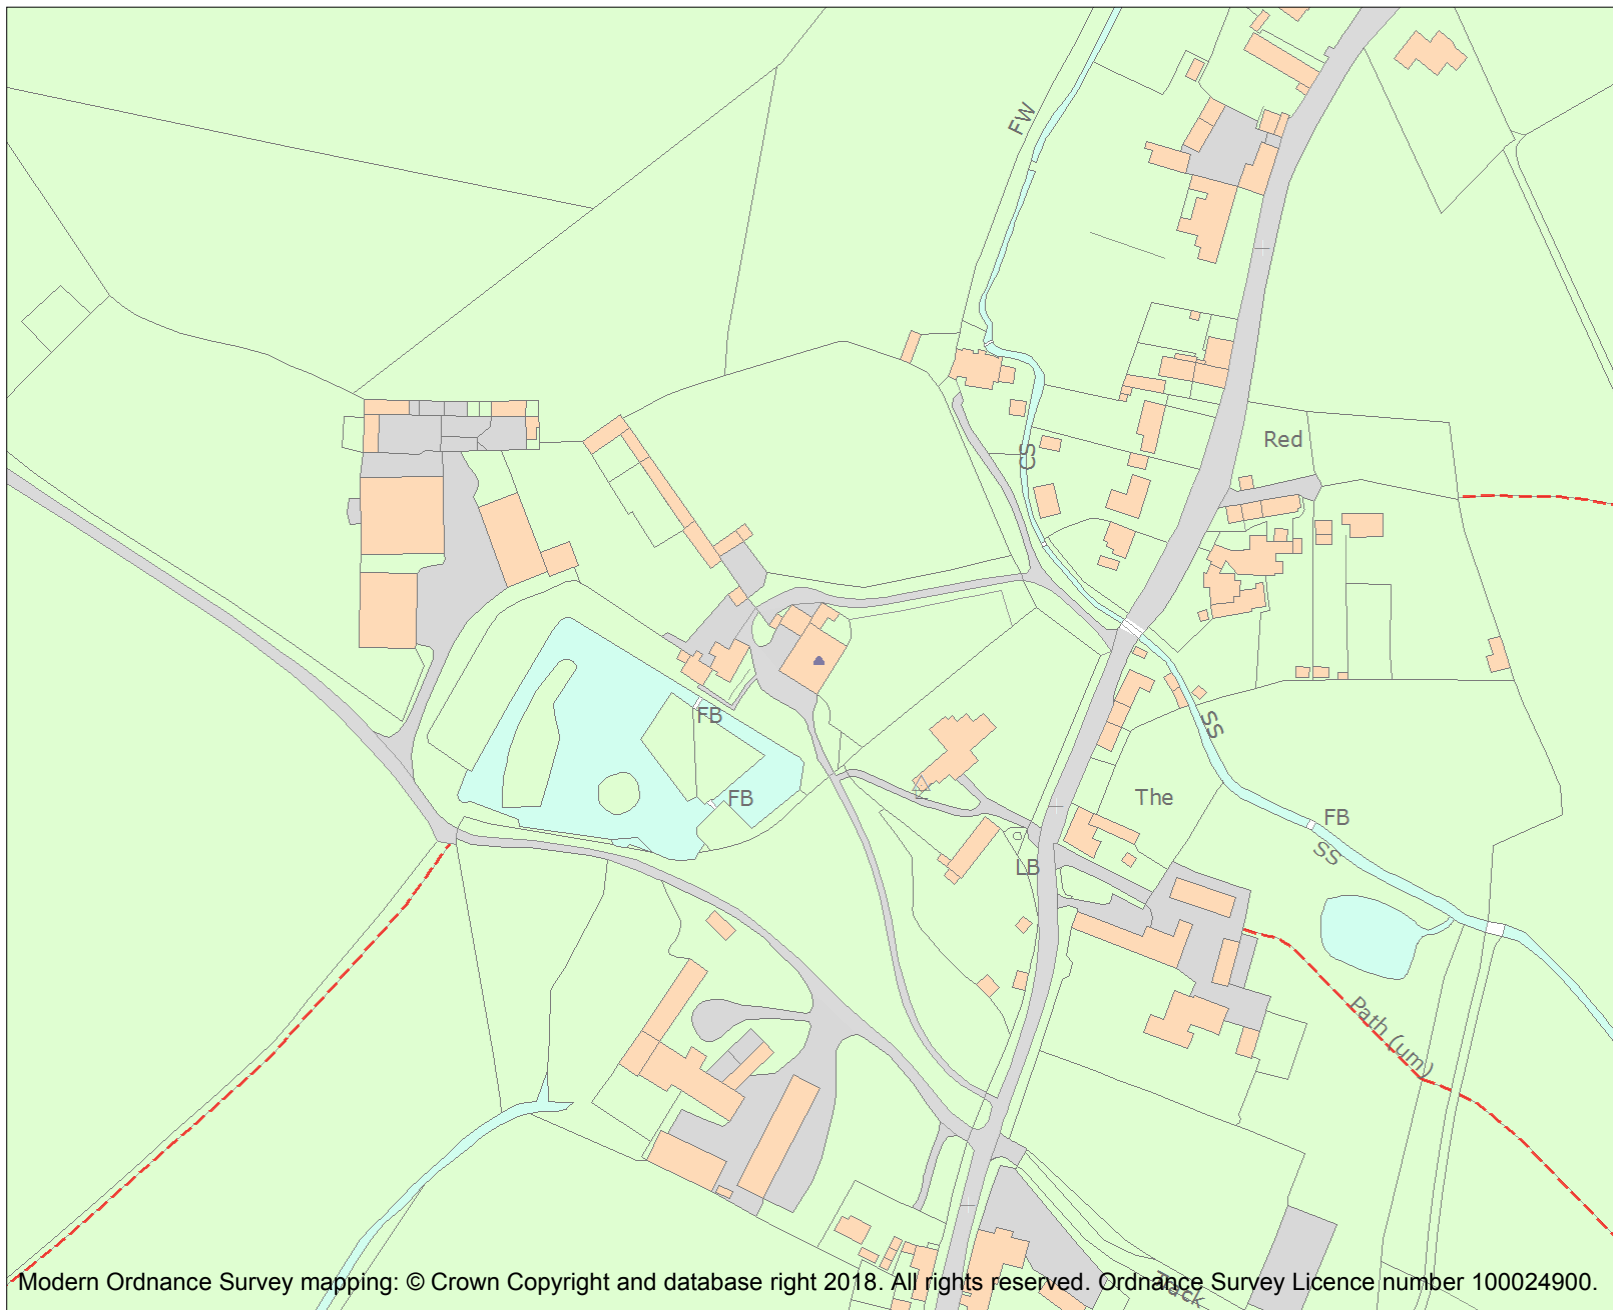 FW
Red
CS
FB
SS
FB
The
FB
SS
LB
Path (um)
Track
Modern Ordnance Survey mapping: © Crown Copyright and database right 2018. All rights reserved. Ordnance Survey Licence number 100024900.